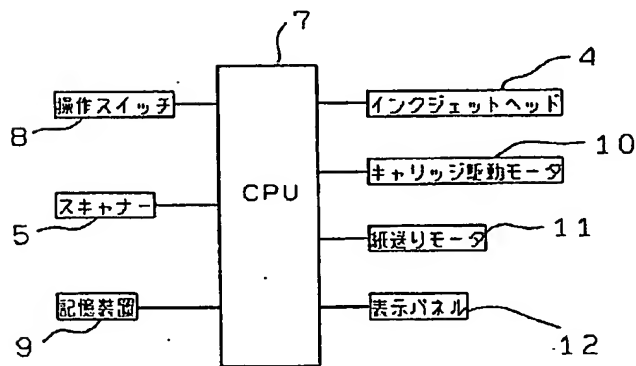 7
4
操作スイッチ
インクジェットヘッド
8
10
キャリッジ駆動モータ
CPU
スキャナー
5
11
紙送りモータ
記憶装置
表示パネル
9
12